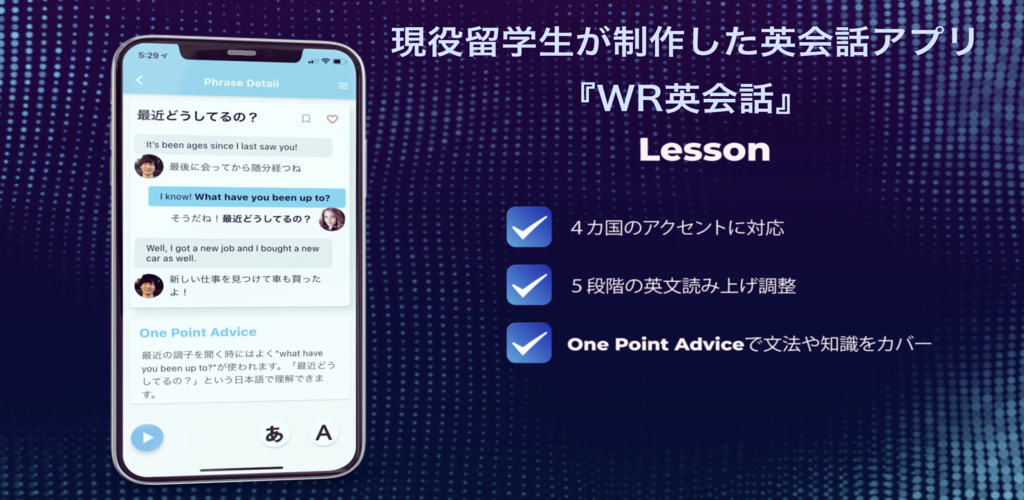 現役留学生が制作した英会話アプリ
『WR英会話』
Lesson
４カ国のアクセントに対応
５段階の英文読み上げ調整
One Point Adviceで文法や知識をカバー
5:29
Phrase Detail
最近どうしてるの？
It's been ages since I last saw you!
最後に会ってから随分経つね
I know! What have you been up to?
そうだね！最近どうしてるの？
Well, I got a new job and I bought a new
car as well.
新しい仕事を見つけて車も買った
よ！
One Point Advice
最近の調子を聞く時にはよく"what have
you been up to?"が使われます。「最近どう
してるの？」という日本語で理解できま
す。
あ
A